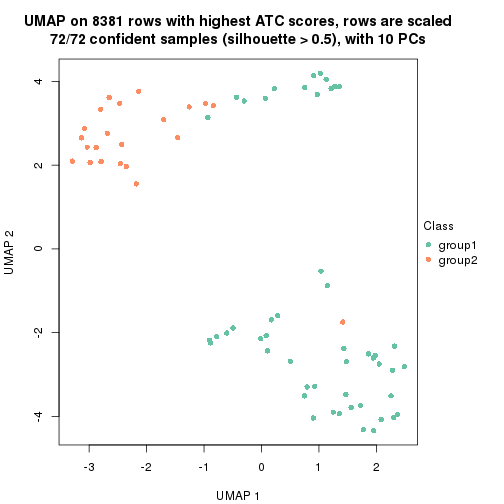 UMAP on 8381 rows with highest ATC scores, rows are scaled
72/72 confident samples (silhouette > 0.5), with 10 PCs
4
2
0
-2
-4
UMAP 2
-3
-2
-1
0
1
2
UMAP 1
Class
group1
group2